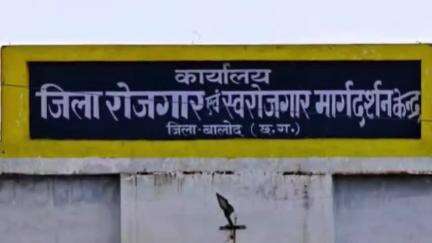 कार्यालय
जिला रोजगार एवं स्वरोजगार मार्गदर्शन केन्द्र
जिला-बालोद (छ.ग.)